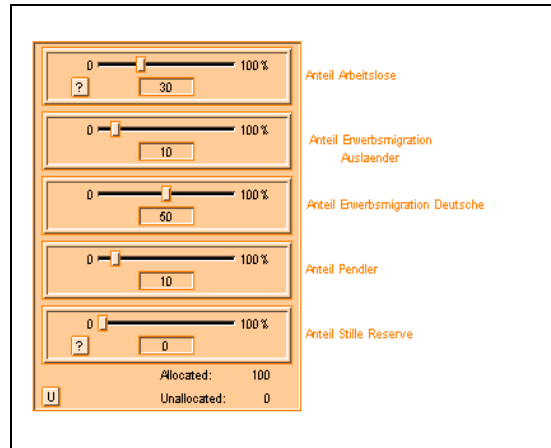 0 100%
? 30
Anteil Arbeitslose
0 100%
10
Anteil Erwerbsmigration
Auslaender
0 100%
50
Anteil Erwerbsmigration Deutsche
0 100%
10
Anteil Pendler
0 100%
? 0
Anteil Stille Reserve
Allocated: 100
U Unallocated: 0